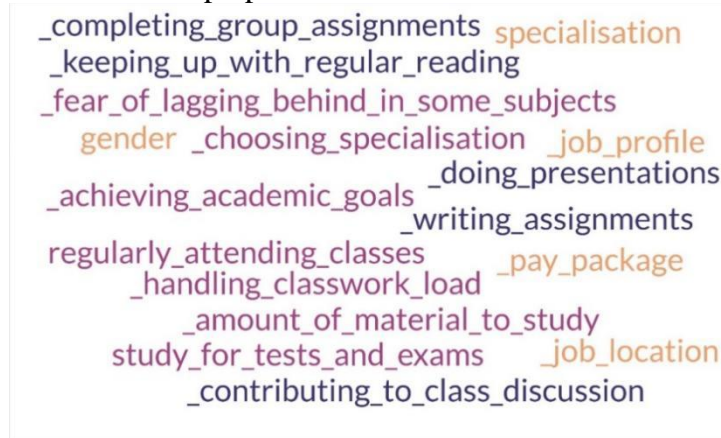 _completing_group_assignments specialisation
_keeping_up_with_regular_reading
_fear_of_lagging_behind_in_some_subjects
gender _choosing_specialisation _job_profile
_doing_presentations
_achieving_academic_goals
_writing_assignments
regularly_attending_classes _pay_package
_handling_classwork_load
_amount_of_material_to_study
study_for_tests_and_exams _job_location
_contributing_to_class_discussion